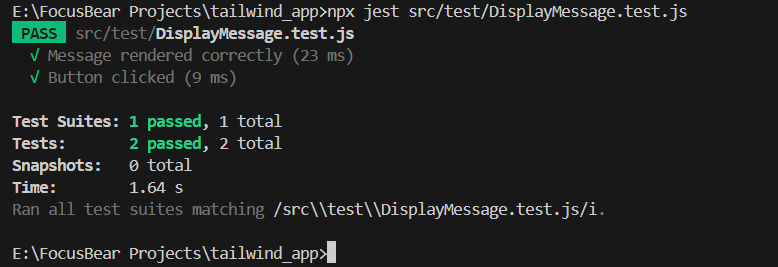 E:\FocusBear Projects\tailwind_app>npx jest src/test/DisplayMessage.test.js
PASS src/test/DisplayMessage.test.js
√ Message rendered correctly (23 ms)
√ Button clicked (9 ms)
Test Suites: 1 passed, 1 total
Tests: 2 passed, 2 total
Snapshots: 0 total
Time: 1.64 s
Ran all test suites matching /src\\test\\DisplayMessage.test.js/i.
E:\FocusBear Projects\tailwind_app>